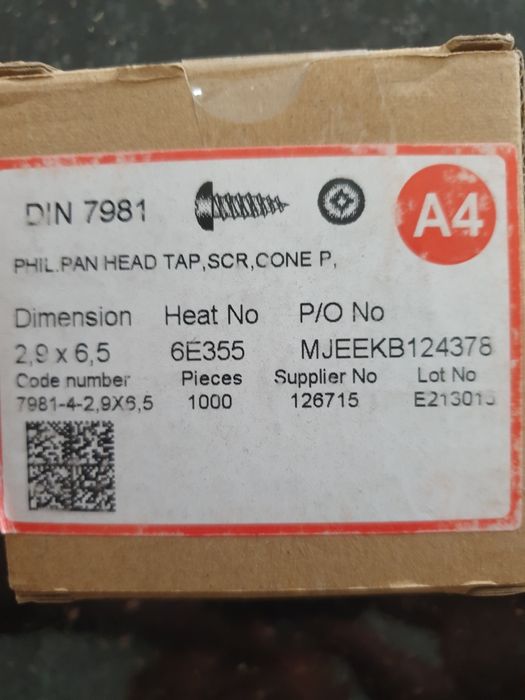 DIN 7981
A4
PHIL.PAN HEAD TAP,SCR,CONE P,
Dimension Heat No P/O No
2,9 x 6,5 6E355 MJEEKB124378
Code number Pieces Supplier No Lot No
7981-4-2,9X6,5 1000 126715 E213013